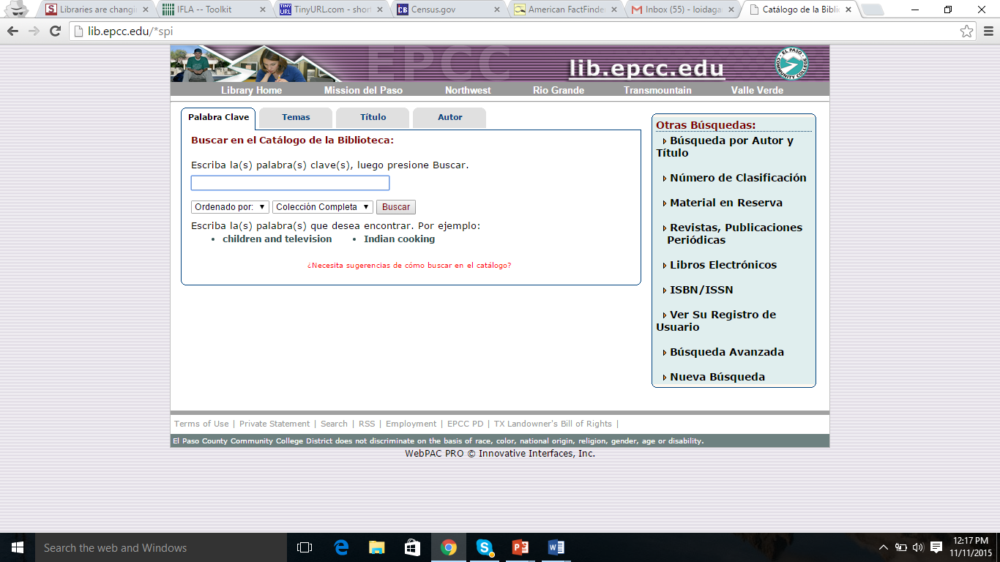 Libraries are changi
IFLA -- Toolkit
TinyURL.com - short
Census.gov
American FactFinde
Inbox (55) - loidaga
Catálogo de la Bibli
lib.epcc.edu/*spi
EPCC
lib.epcc.edu
Library Home Mission del Paso Northwest Rio Grande Transmountain Valle Verde
Palabra Clave Temas Título Autor
Buscar en el Catálogo de la Biblioteca:
Escriba la(s) palabra(s) clave(s), luego presione Buscar.
Ordenado por: Colección Completa Buscar
Escriba la(s) palabra(s) que desea encontrar. Por ejemplo:
• children and television • Indian cooking
¿Necesita sugerencias de cómo buscar en el catálogo?
Otras Búsquedas:
Búsqueda por Autor y
Título
Número de Clasificación
Material en Reserva
Revistas, Publicaciones
Periódicas
Libros Electrónicos
ISBN/ISSN
Ver Su Registro de
Usuario
Búsqueda Avanzada
Nueva Búsqueda
Terms of Use | Private Statement | Search | RSS | Employment | EPCC PD | TX Landowner's Bill of Rights |
El Paso County Community College District does not discriminate on the basis of race, color, national origin, religion, gender, age or disability.
WebPAC PRO © Innovative Interfaces, Inc.
Search the web and Windows
12:17 PM
11/11/2015